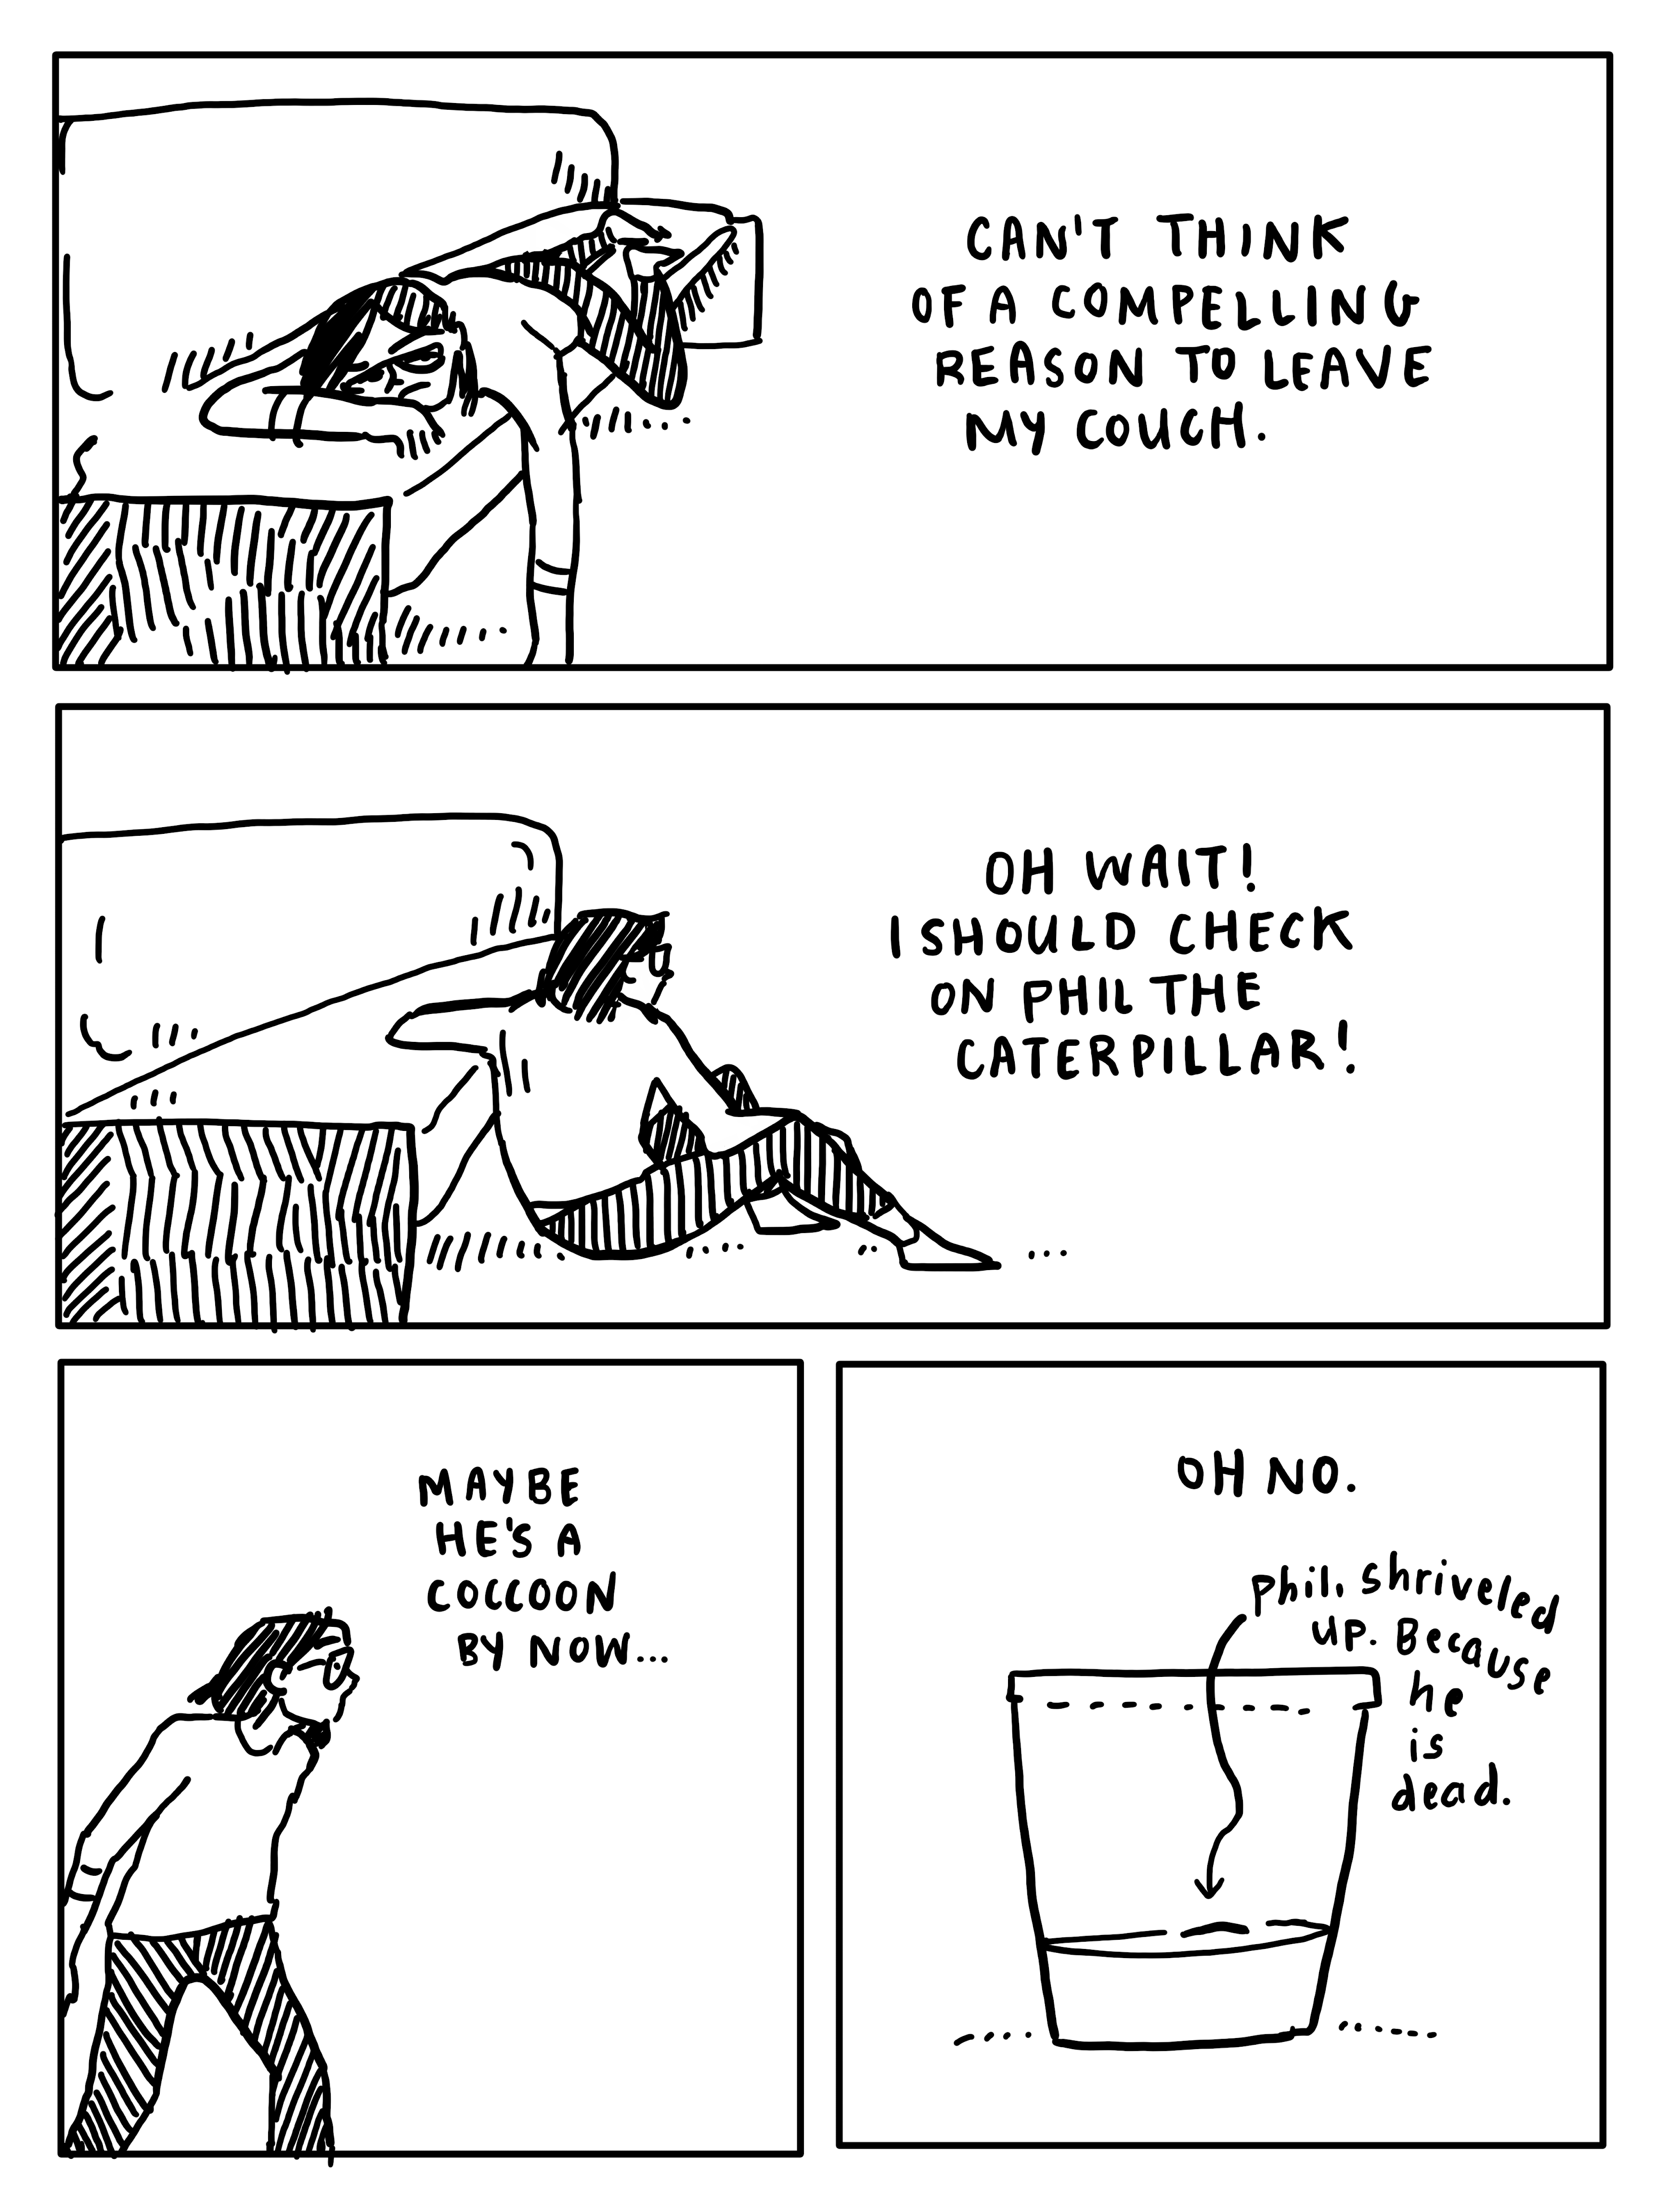 CAN'T THINK
OF A COMPELLING
REASON TO LEAVE
MY COUCH.
OH WAIT!
I SHOULD CHECK
ON PHIL THE
CATERPILLAR!
MAYBE
HE'S A
COCCOON
BY NOW...
OH NO.
Phil. Shriveled
up. Because
he
is
dead.